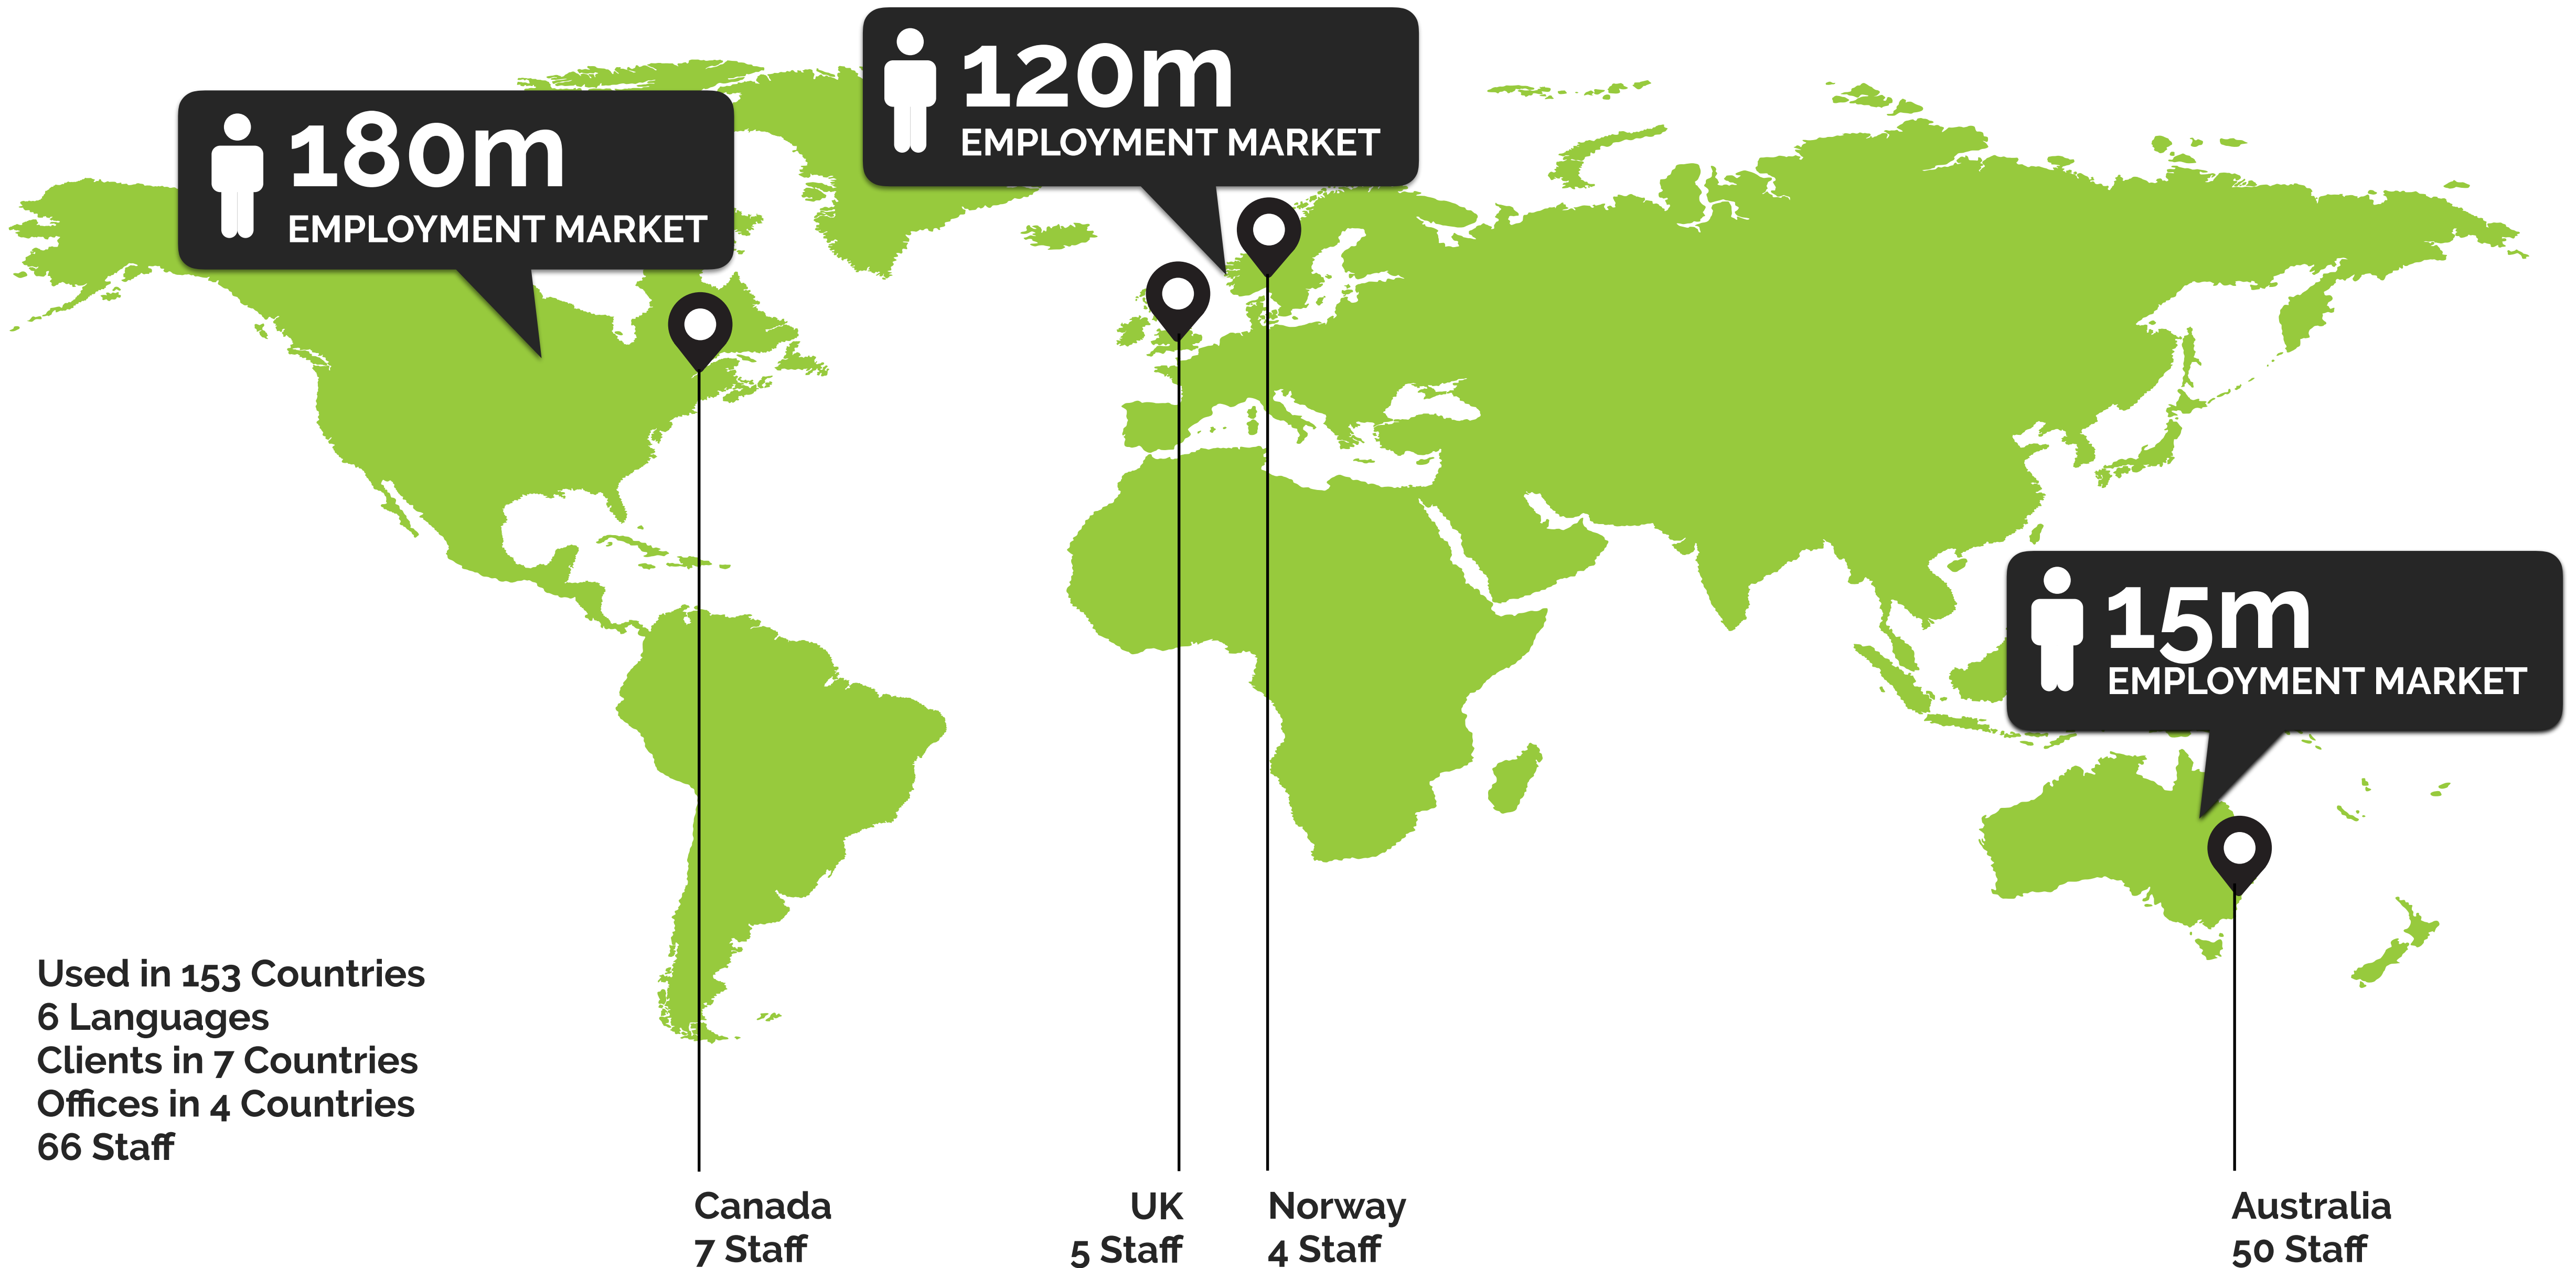 120m
EMPLOYMENT MARKET
180m
EMPLOYMENT MARKET
15m
EMPLOYMENT MARKET
Used in 153 Countries
6 Languages
Clients in 7 Countries
Offices in 4 Countries
66 Staff
Canada
7 Staff
UK
5 Staff
Norway
4 Staff
Australia
50 Staff